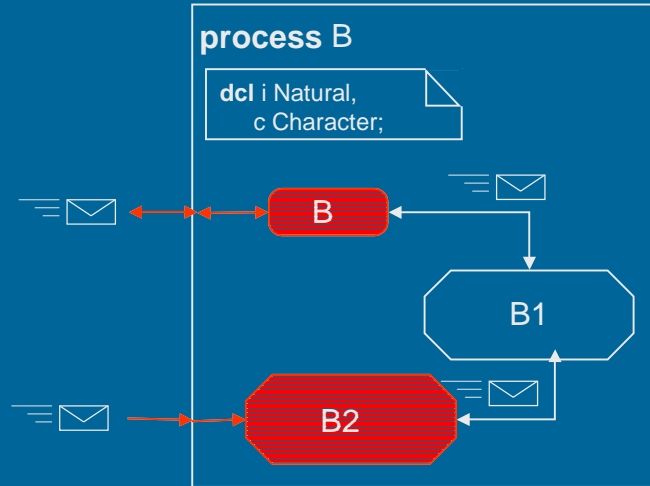 process B
dcl i Natural,
c Character;
B
B1
B2